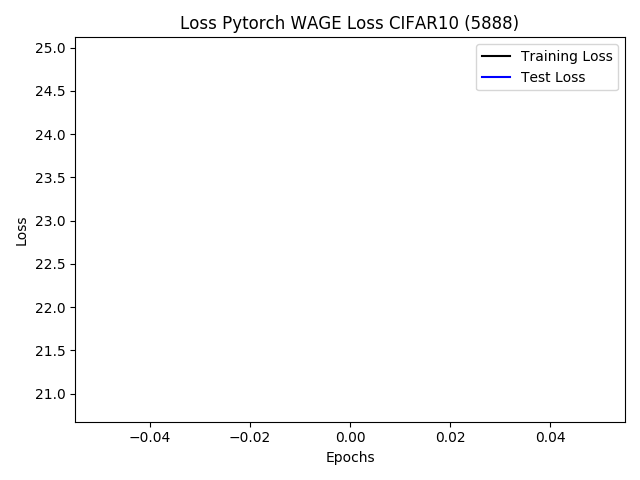 Loss Pytorch WAGE Loss CIFAR10 (5888)
25.0
24.5
24.0
23.5
23.0
22.5
22.0
21.5
21.0
Loss
Training Loss
Test Loss
−0.04 −0.02 0.00 0.02 0.04
Epochs